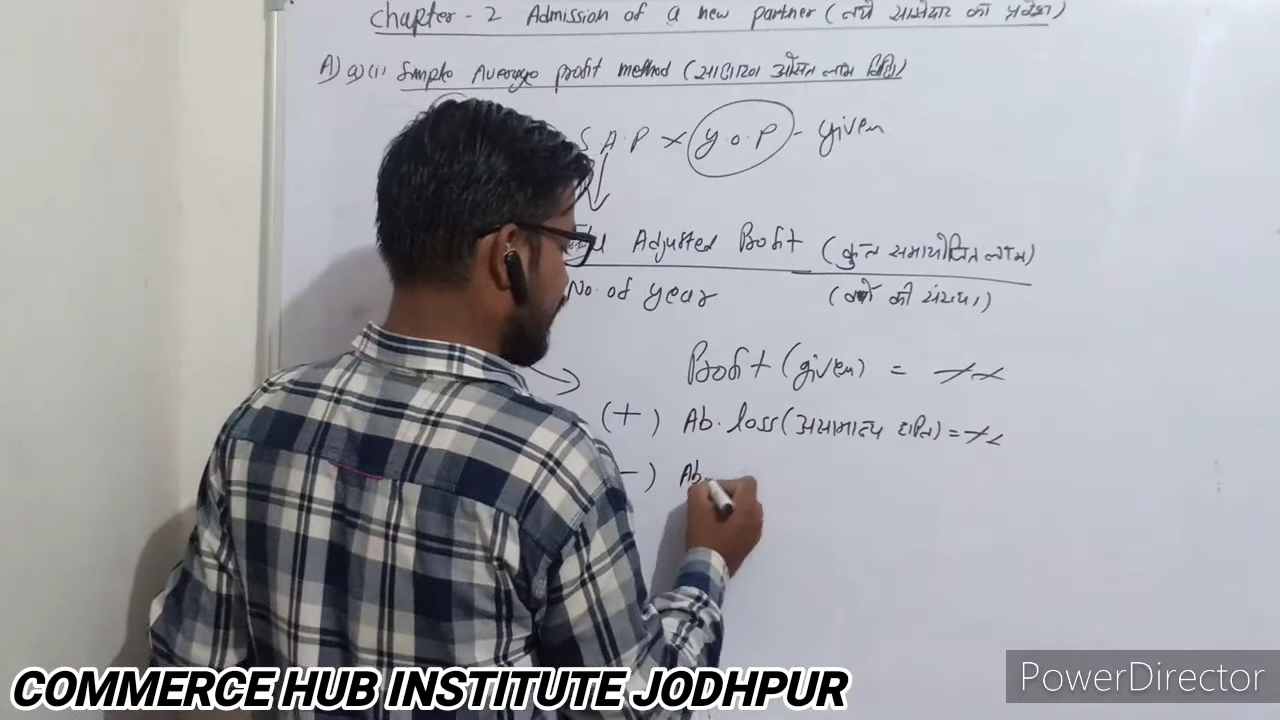 Chapter - 2 Admission of a new partner (नये साझेदार का प्रवेश)
A) a) (i) Simple Average profit method (साधारण औसत लाभ विधि)
S A.P × y.o.P - given
Adjusted Profit (कुल समायोजित लाभ)
No. of year (वर्षो की संख्या)
Profit (given) = xx
(+) Ab. loss (असामान्य हानि) = xx
-) Ab.
COMMERCE HUB INSTITUTE JODHPUR
PowerDirector